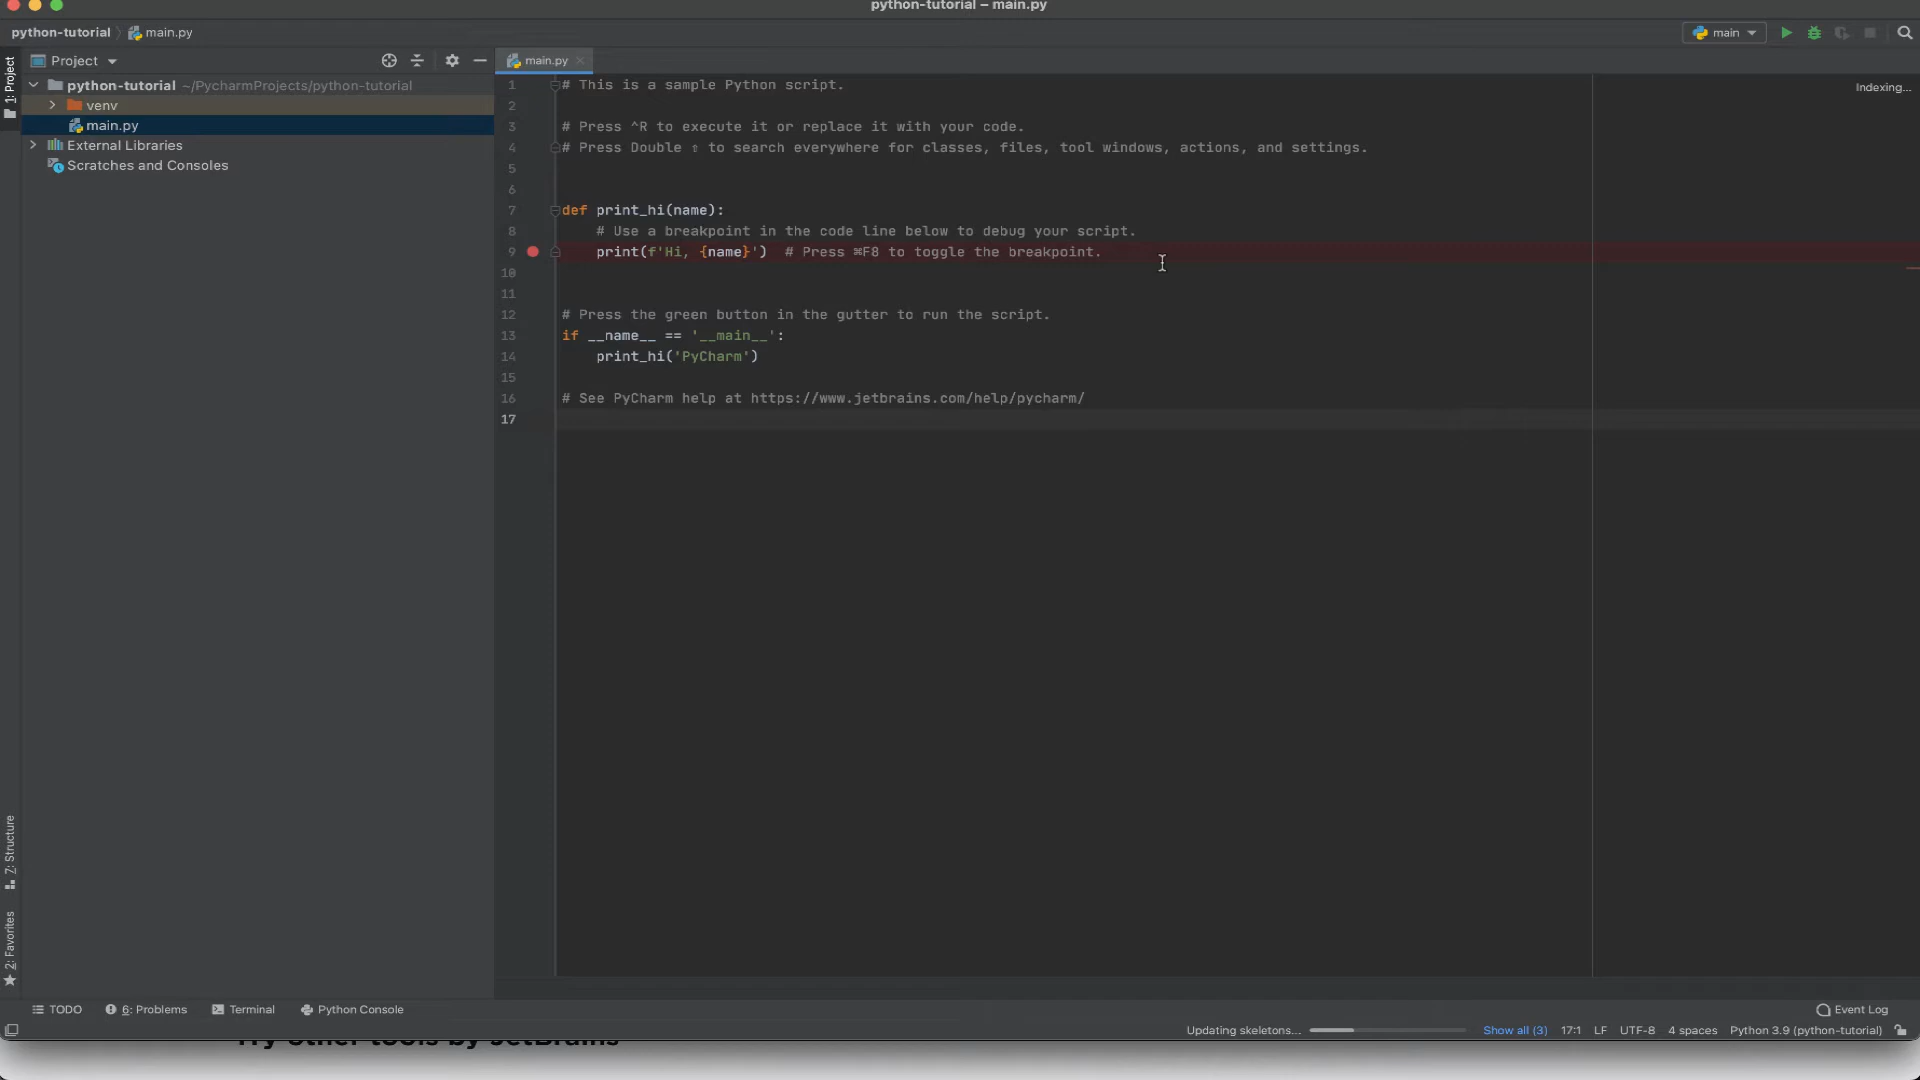 python-tutorial – main.py
python-tutorial main.py
main
1: Project
Project
main.py
python-tutorial ~/PycharmProjects/python-tutorial
venv
main.py
External Libraries
Scratches and Consoles
Indexing...
1 # This is a sample Python script.
2
3 # Press ^R to execute it or replace it with your code.
4 # Press Double ⇧ to search everywhere for classes, files, tool windows, actions, and settings.
5
6
7 def print_hi(name):
8 # Use a breakpoint in the code line below to debug your script.
9 print(f'Hi, {name}') # Press ⌘F8 to toggle the breakpoint.
10
11
12 # Press the green button in the gutter to run the script.
13 if __name__ == '__main__':
14 print_hi('PyCharm')
15
16 # See PyCharm help at https://www.jetbrains.com/help/pycharm/
17
Z: Structure
2: Favorites
TODO 6: Problems Terminal Python Console Event Log
Updating skeletons... Show all (3) 17:1 LF UTF-8 4 spaces Python 3.9 (python-tutorial)
Try other tools by JetBrains